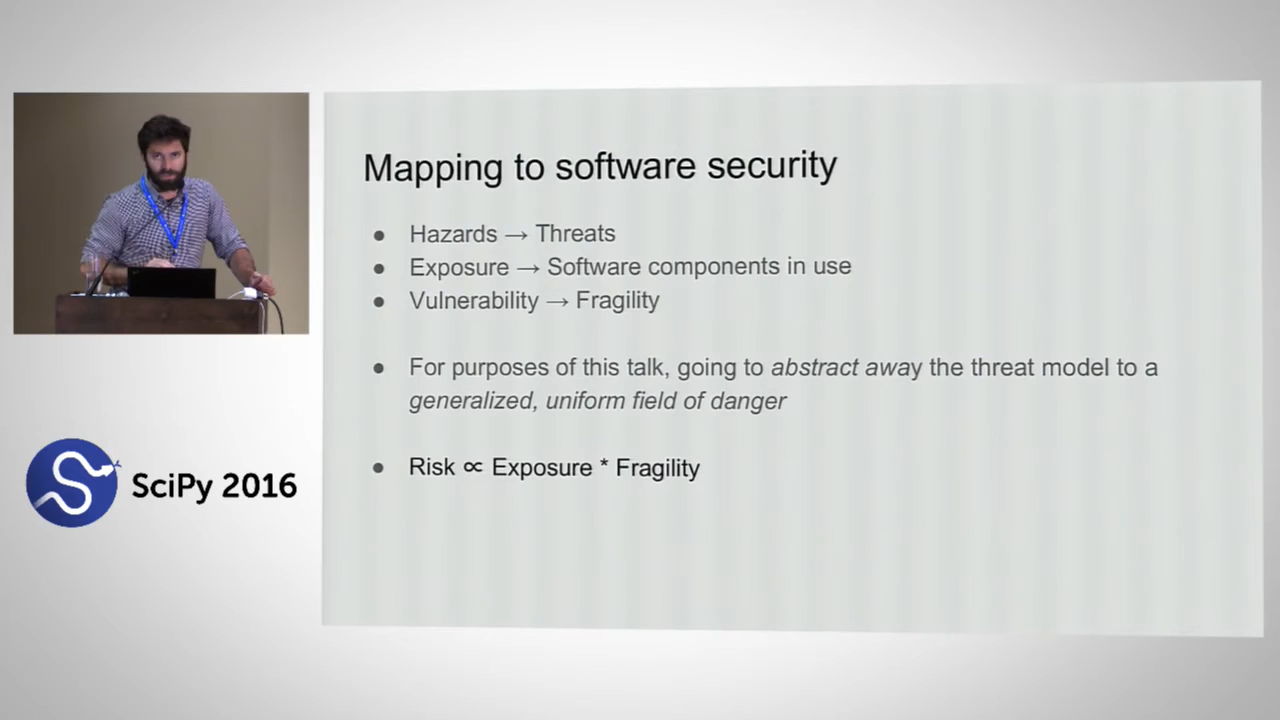 Mapping to software security
● Hazards → Threats
● Exposure → Software components in use
● Vulnerability → Fragility
● For purposes of this talk, going to abstract away the threat model to a
generalized, uniform field of danger
● Risk ∝ Exposure * Fragility
SciPy 2016